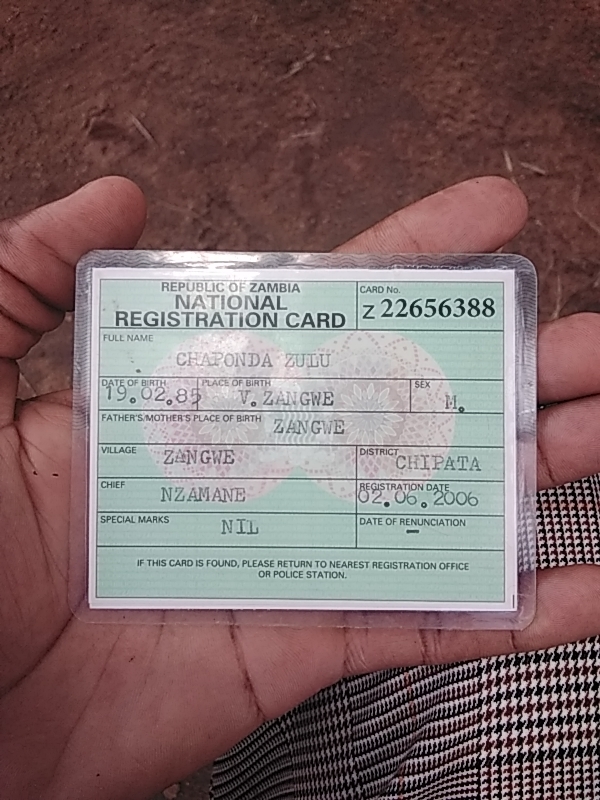 REPUBLIC OF ZAMBIA
NATIONAL
REGISTRATION CARD
CARD No.
Z 22656388
FULL NAME
CHAPONDA ZULU
DATE OF BIRTH
19.02.85
PLACE OF BIRTH
V. ZANGWE
SEX
M.
FATHER'S/MOTHER'S PLACE OF BIRTH
ZANGWE
VILLAGE
ZANGWE
DISTRICT
CHIPATA
CHIEF
NZAMANE
REGISTRATION DATE
02.06.2006
SPECIAL MARKS
NIL
DATE OF RENUNCIATION
–
IF THIS CARD IS FOUND, PLEASE RETURN TO NEAREST REGISTRATION OFFICE
OR POLICE STATION.